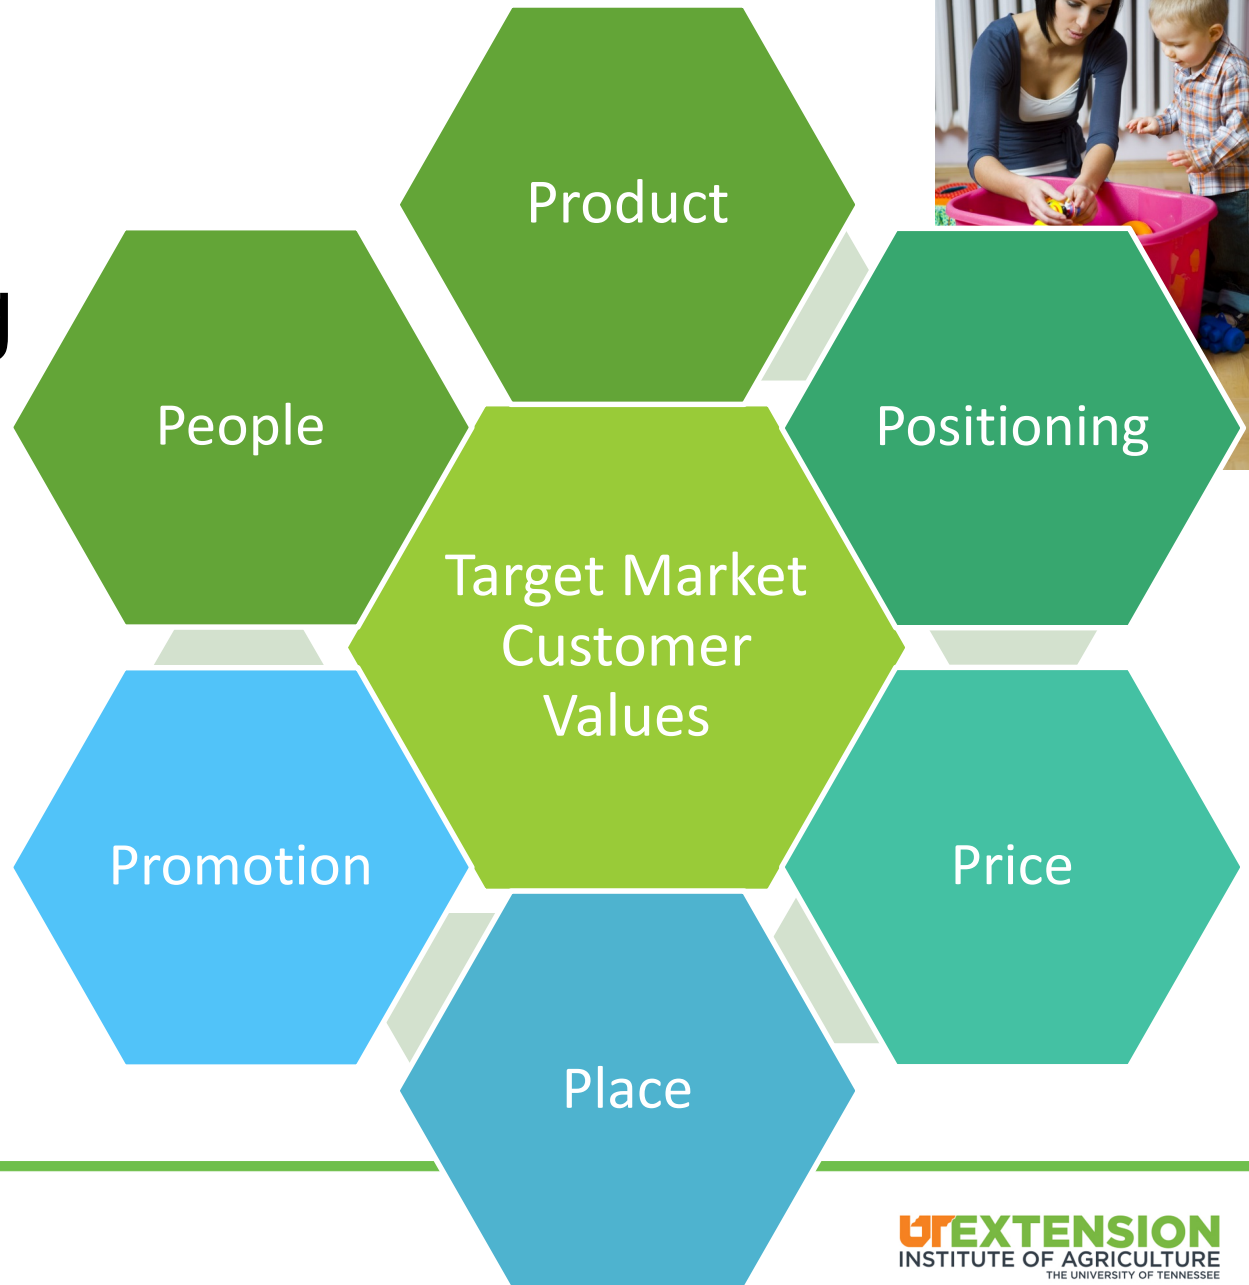 Product
People
Positioning
Target Market
Customer
Values
Promotion
Price
Place
UTEXTENSION
INSTITUTE OF AGRICULTURE
THE UNIVERSITY OF TENNESSEE